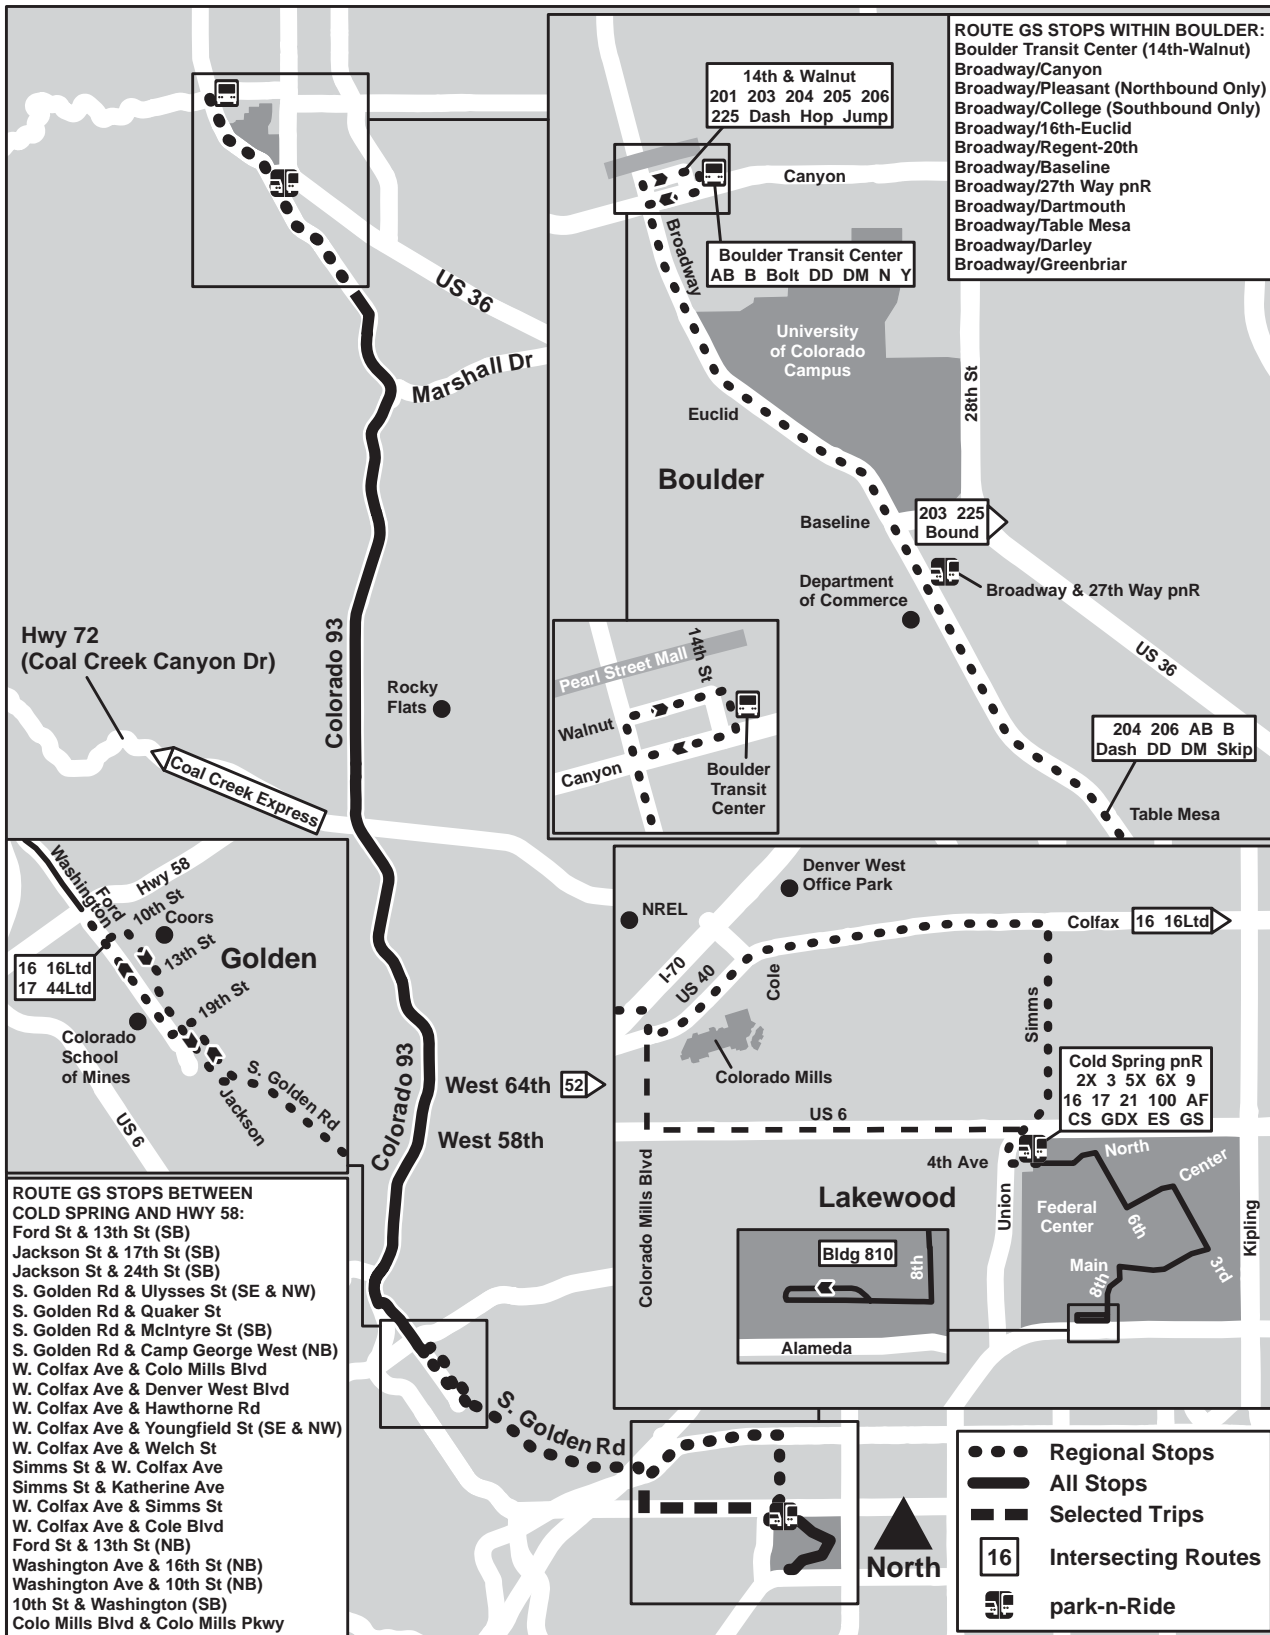 ROUTE GS STOPS WITHIN BOULDER:
Boulder Transit Center (14th-Walnut)
Broadway/Canyon
Broadway/Pleasant (Northbound Only)
Broadway/College (Southbound Only)
Broadway/16th-Euclid
Broadway/Regent-20th
Broadway/Baseline
Broadway/27th Way pnR
Broadway/Dartmouth
Broadway/Table Mesa
Broadway/Darley
Broadway/Greenbriar
14th & Walnut
201 203 204 205 206
225 Dash Hop Jump
Canyon
Broadway
Boulder Transit Center
AB B Bolt DD DM N Y
US 36
Marshall Dr
University
of Colorado
Campus
28th St
Euclid
Boulder
Baseline
203 225
Bound
Department
of Commerce
Broadway & 27th Way pnR
US 36
204 206 AB B
Dash DD DM Skip
Table Mesa
Pearl Street Mall
14th St
Walnut
Canyon
Boulder
Transit
Center
Hwy 72
(Coal Creek Canyon Dr)
Colorado 93
Rocky
Flats
Coal Creek Express
Washington
Ford
Hwy 58
10th St
Coors
13th St
Golden
16 16Ltd
17 44Ltd
19th St
Colorado
School
of Mines
S. Golden Rd
Jackson
US 6
Colorado 93
West 64th
52
West 58th
Denver West
Office Park
NREL
Colfax
16 16Ltd
I-70
US 40
Cole
Simms
Colorado Mills
Cold Spring pnR
2X 3 5X 6X 9
16 17 21 100 AF
CS GDX ES GS
US 6
Colorado Mills Blvd
4th Ave
North
Center
Lakewood
Union
Federal
Center
6th
3rd
Main
8th
Kipling
Bldg 810
8th
Alameda
ROUTE GS STOPS BETWEEN
COLD SPRING AND HWY 58:
Ford St & 13th St (SB)
Jackson St & 17th St (SB)
Jackson St & 24th St (SB)
S. Golden Rd & Ulysses St (SE & NW)
S. Golden Rd & Quaker St
S. Golden Rd & McIntyre St (SB)
S. Golden Rd & Camp George West (NB)
W. Colfax Ave & Colo Mills Blvd
W. Colfax Ave & Denver West Blvd
W. Colfax Ave & Hawthorne Rd
W. Colfax Ave & Youngfield St (SE & NW)
W. Colfax Ave & Welch St
Simms St & W. Colfax Ave
Simms St & Katherine Ave
W. Colfax Ave & Simms St
W. Colfax Ave & Cole Blvd
Ford St & 13th St (NB)
Washington Ave & 16th St (NB)
Washington Ave & 10th St (NB)
10th St & Washington (SB)
Colo Mills Blvd & Colo Mills Pkwy
S. Golden Rd
North
Regional Stops
All Stops
Selected Trips
16 Intersecting Routes
park-n-Ride